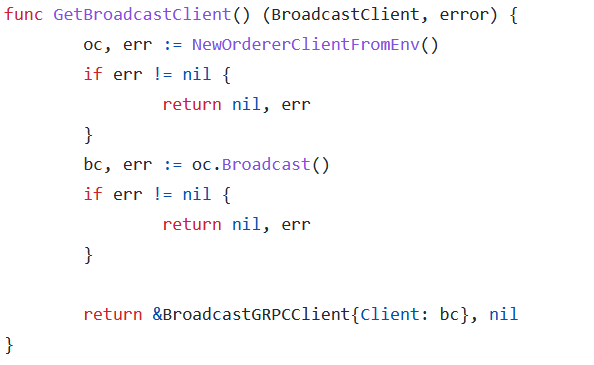 func GetBroadcastClient() (BroadcastClient, error) {
        oc, err := NewOrdererClientFromEnv()
        if err != nil {
                return nil, err
        }
        bc, err := oc.Broadcast()
        if err != nil {
                return nil, err
        }

        return &BroadcastGRPCClient{Client: bc}, nil
}